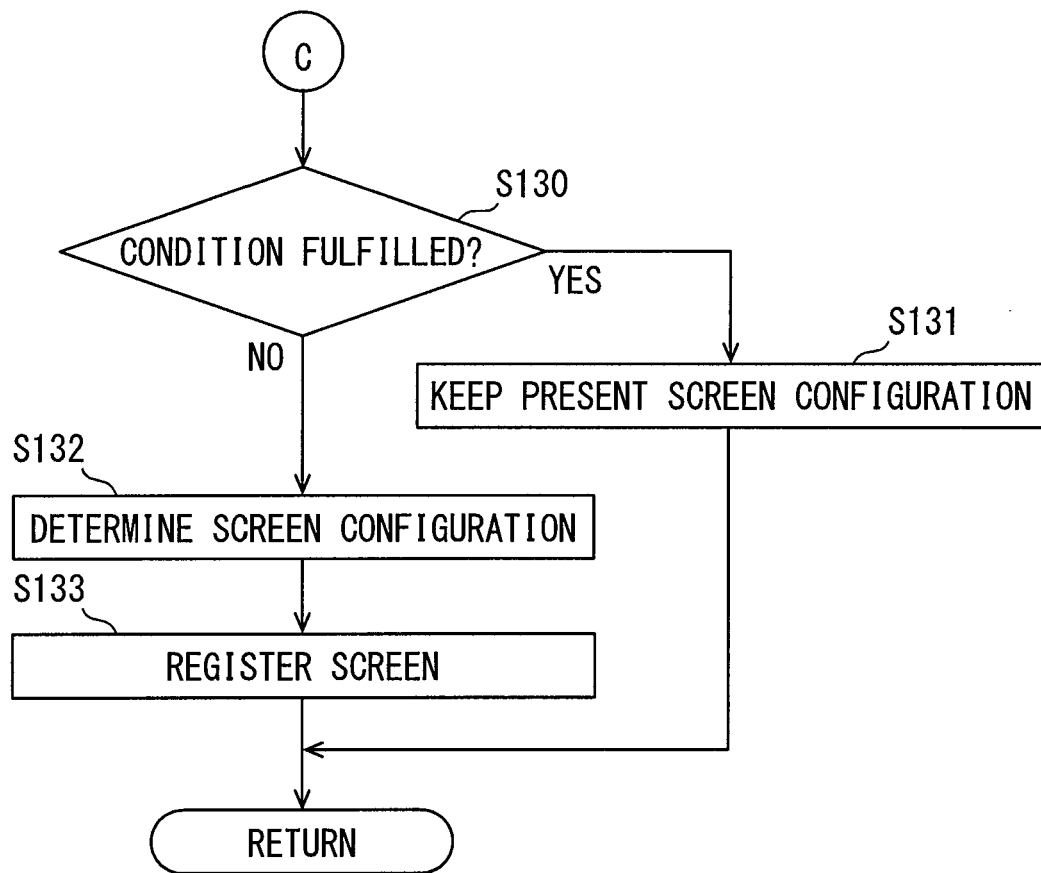 C
S130
CONDITION FULFILLED?
YES
NO
S131
KEEP PRESENT SCREEN CONFIGURATION
S132
DETERMINE SCREEN CONFIGURATION
S133
REGISTER SCREEN
RETURN